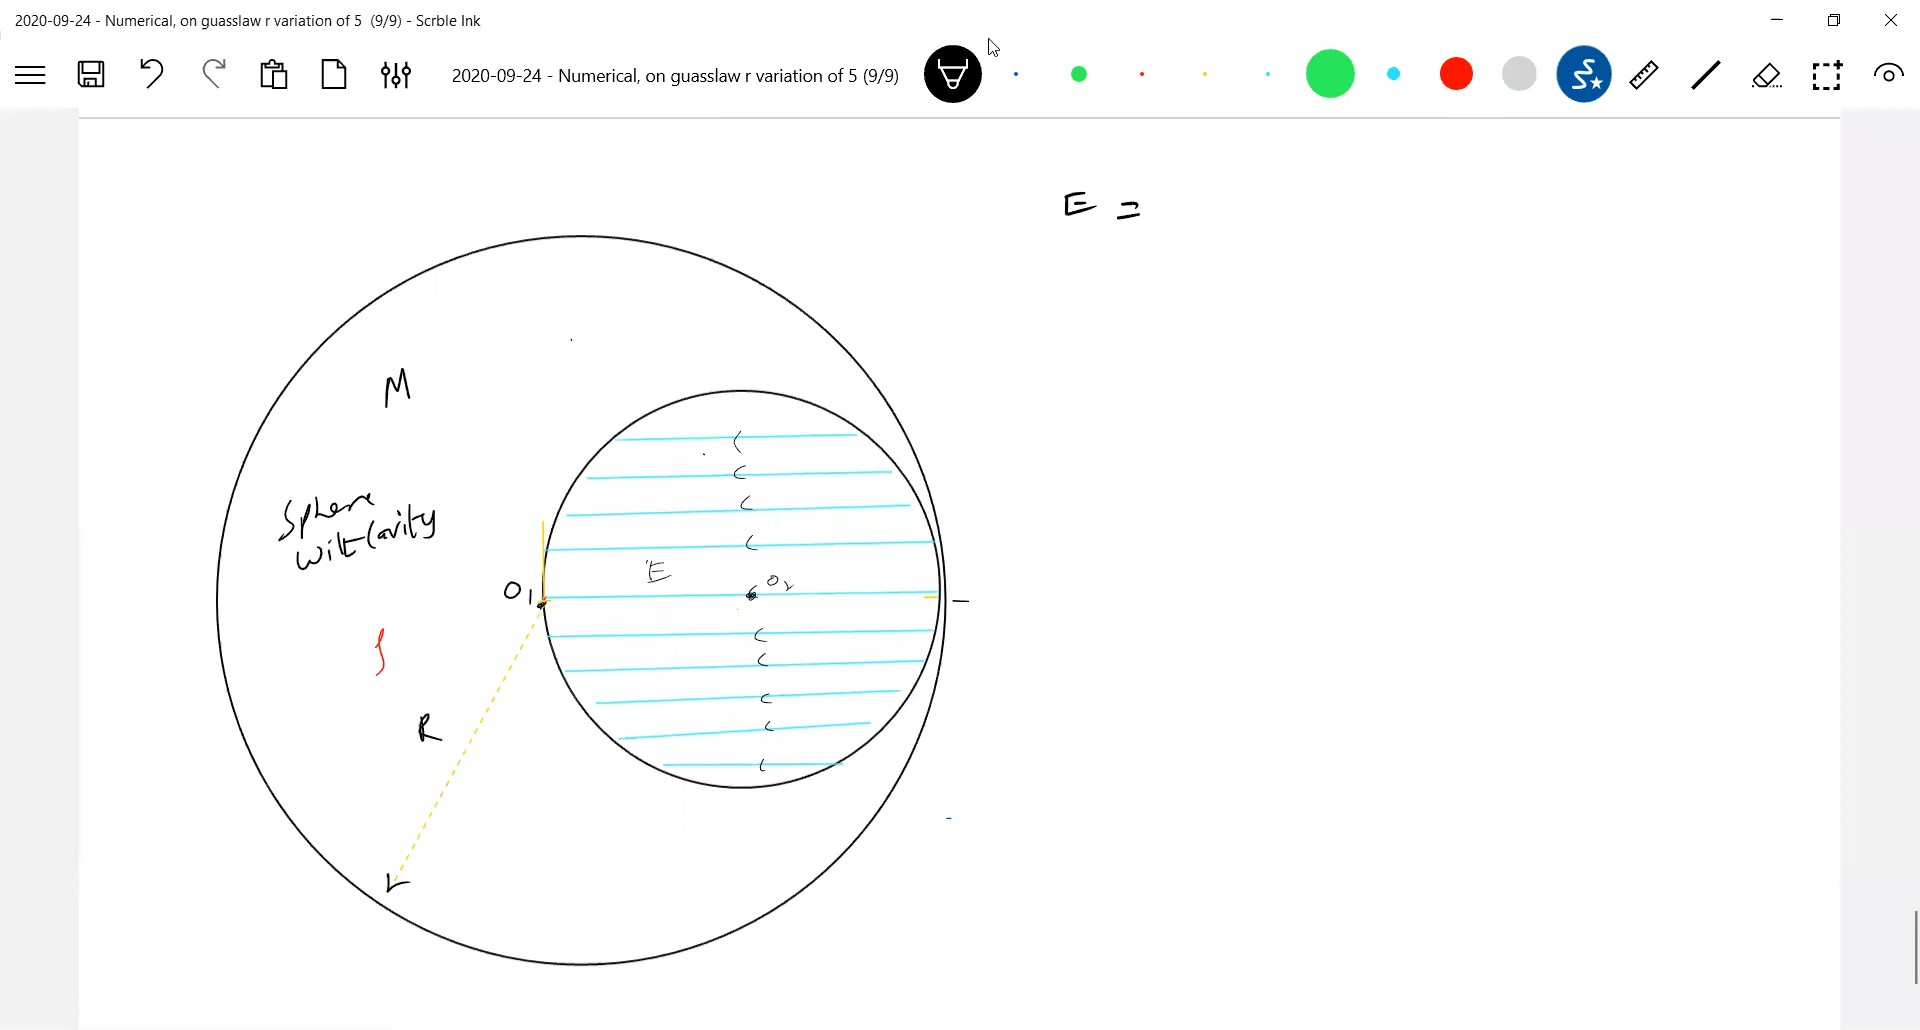 2020-09-24 - Numerical, on guasslaw r variation of 5 (9/9) - Scrble Ink
2020-09-24 - Numerical, on guasslaw r variation of 5 (9/9)
E =
M
Sphere
with Cavity
E
O2
O1
ρ
R